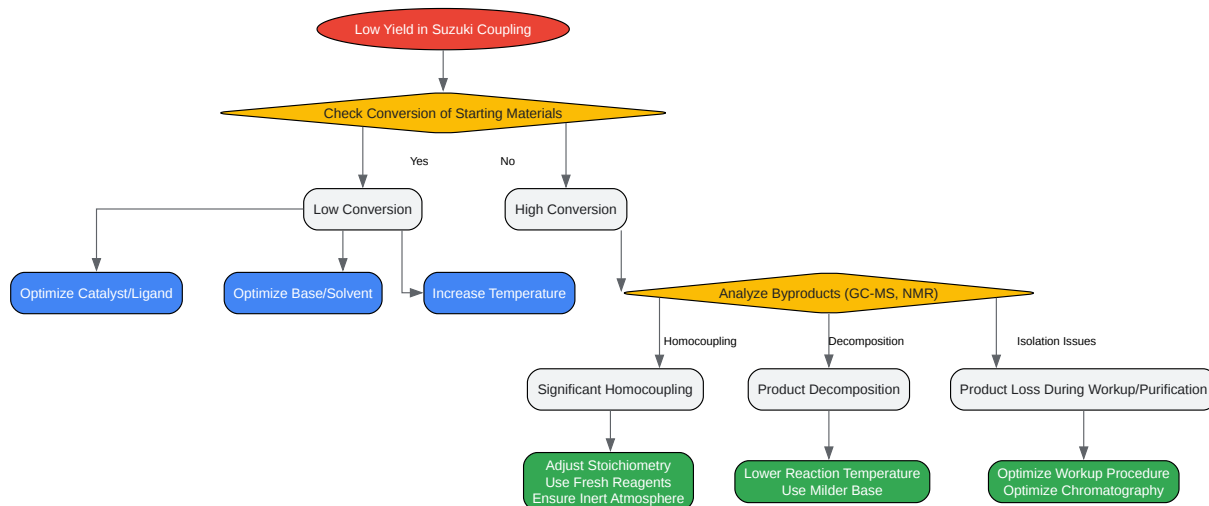 Low Yield in Suzuki Coupling
Check Conversion of Starting Materials
Yes
No
Low Conversion
High Conversion
Optimize Catalyst/Ligand
Optimize Base/Solvent
Increase Temperature
Analyze Byproducts (GC-MS, NMR)
Homocoupling
Decomposition
Isolation Issues
Significant Homocoupling
Product Decomposition
Product Loss During Workup/Purification
Adjust Stoichiometry
Use Fresh Reagents
Ensure Inert Atmosphere
Lower Reaction Temperature
Use Milder Base
Optimize Workup Procedure
Optimize Chromatography